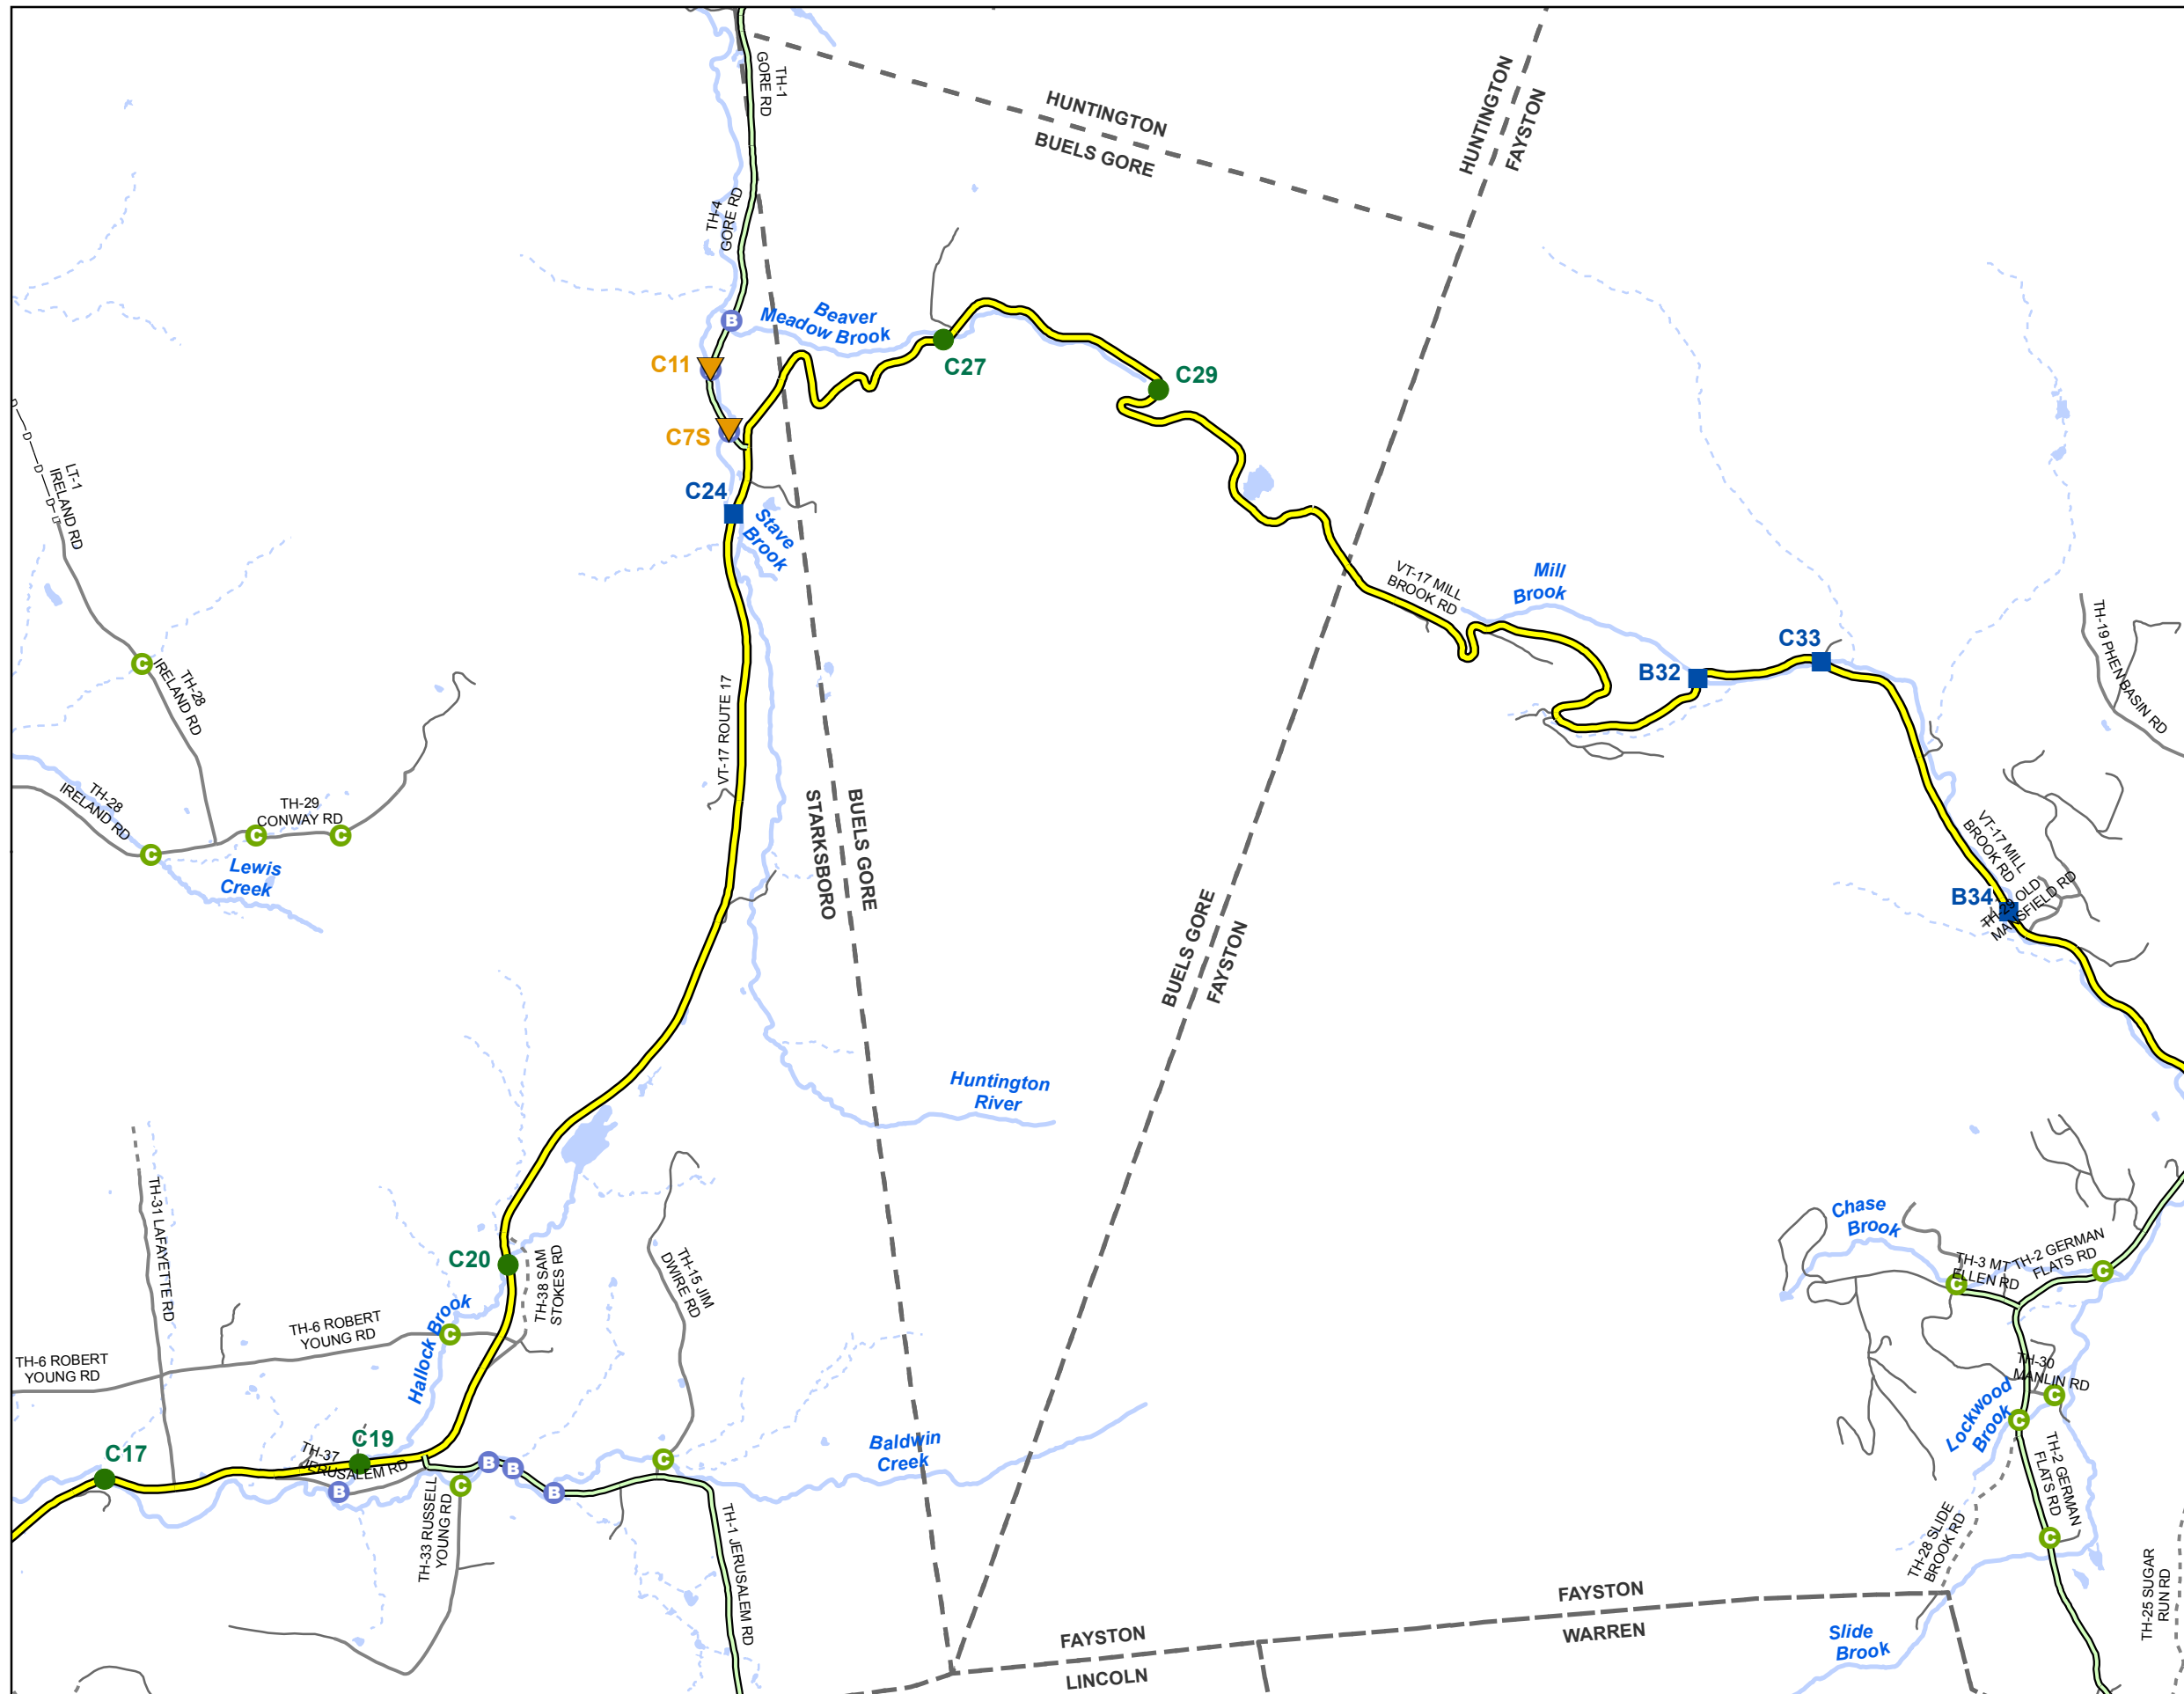 TH-1
GORE RD
HUNTINGTON
BUELS GORE
HUNTINGTON
FAYSTON
TH-4
GORE RD
B
Beaver
Meadow Brook
C11
C27
C29
C7S
C24
Stave
Brook
D
D
D
D
D
LT-1
IRELAND RD
VT-17 MILL
BROOK RD
Mill
Brook
C33
B32
TH-19 PHEN BASIN RD
C
TH-28
IRELAND RD
VT-17 ROUTE 17
TH-28
IRELAND RD
TH-29
CONWAY RD
C
C
C
Lewis
Creek
STARKSBORO
BUELS GORE
VT-17 MILL
BROOK RD
B34
TH-29 OLD
MANSFIELD RD
BUELS GORE
FAYSTON
Huntington
River
TH-31 LAFAYETTE RD
Chase
Brook
C20
TH-38 SAM
STOKES RD
TH-15 JIM
DWIRE RD
TH-3 MT
ELLEN RD
TH-2 GERMAN
FLATS RD
C
C
Hallock Brook
TH-6 ROBERT
YOUNG RD
C
TH-6 ROBERT
YOUNG RD
TH-30
MANLIN RD
C
Lockwood
Brook
C
C17
C19
TH-37
JERUSALEM RD
B
B
B
B
C
C
Baldwin
Creek
TH-33 RUSSELL
YOUNG RD
TH-1 JERUSALEM RD
TH-2 GERMAN
FLATS RD
C
TH-28 SLIDE
BROOK RD
TH-25 SUGAR
RUN RD
FAYSTON
WARREN
FAYSTON
LINCOLN
Slide
Brook